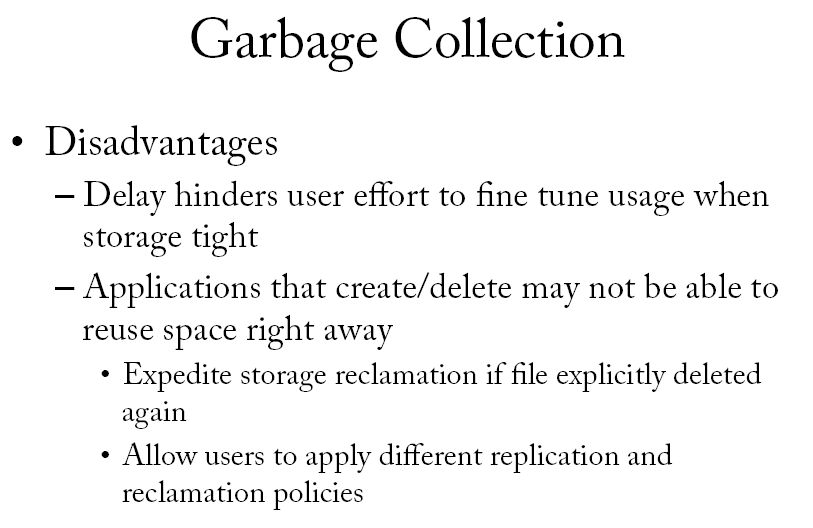 Garbage Collection
• Disadvantages
– Delay hinders user effort to fine tune usage when
storage tight
– Applications that create/delete may not be able to
reuse space right away
• Expedite storage reclamation if file explicitly deleted
again
• Allow users to apply different replication and
reclamation policies